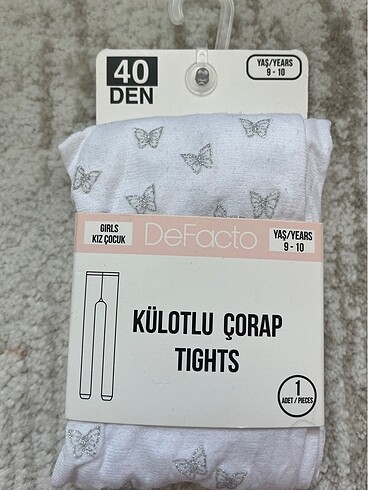 40
DEN
YAŞ/YEARS
9 - 10
GIRLS
KIZ ÇOCUK
DeFacto
YAŞ/YEARS
9 - 10
KÜLOTLU ÇORAP
TIGHTS
1
ADET / PIECES